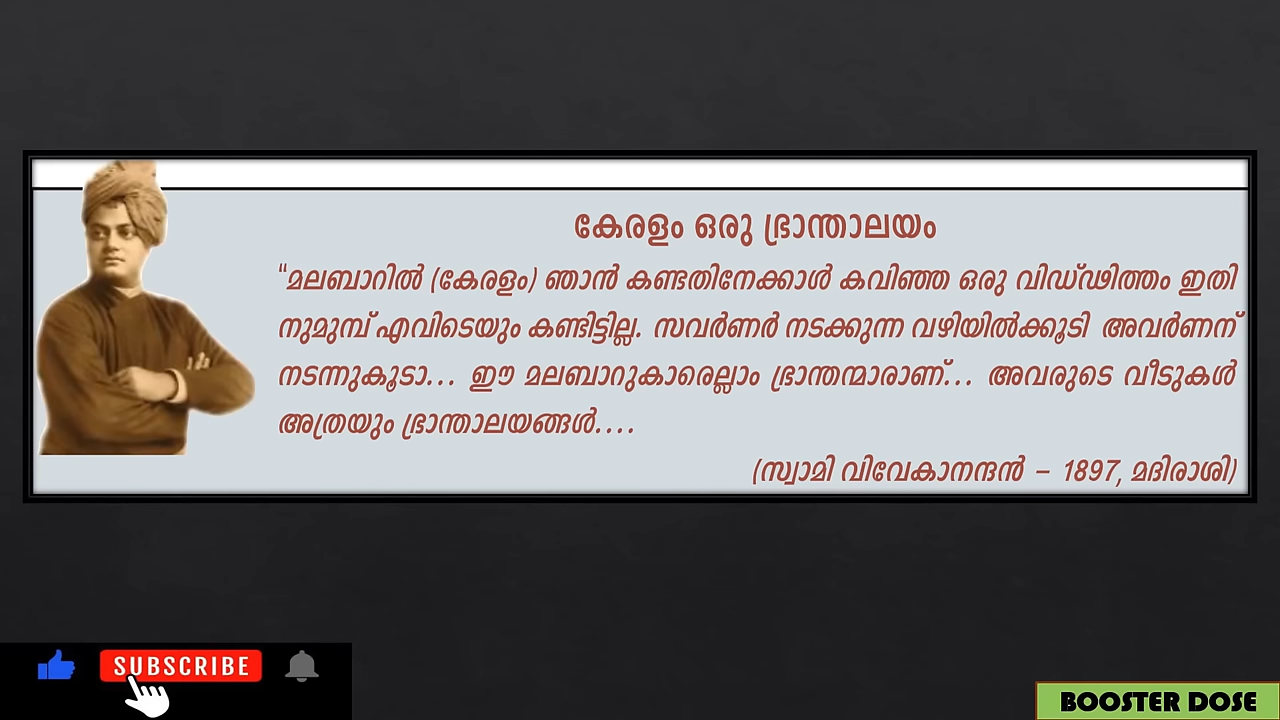 കേരളം ഒരു ഭ്രാന്താലയം
"മലബാറിൽ (കേരളം) ഞാൻ കണ്ടതിനേക്കാൾ കവിഞ്ഞ ഒരു വിഡ്ഢിത്തം ഇതി
നുമുമ്പ് എവിടെയും കണ്ടിട്ടില്ല. സവർണർ നടക്കുന്ന വഴിയിൽക്കൂടി അവർണന്
നടന്നുകൂടാ... ഈ മലബാറുകാരെല്ലാം ഭ്രാന്തന്മാരാണ്... അവരുടെ വീടുകൾ
അത്രയും ഭ്രാന്താലയങ്ങൾ....
(സ്വാമി വിവേകാനന്ദൻ – 1897, മദിരാശി)
SUBSCRIBE
BOOSTER DOSE